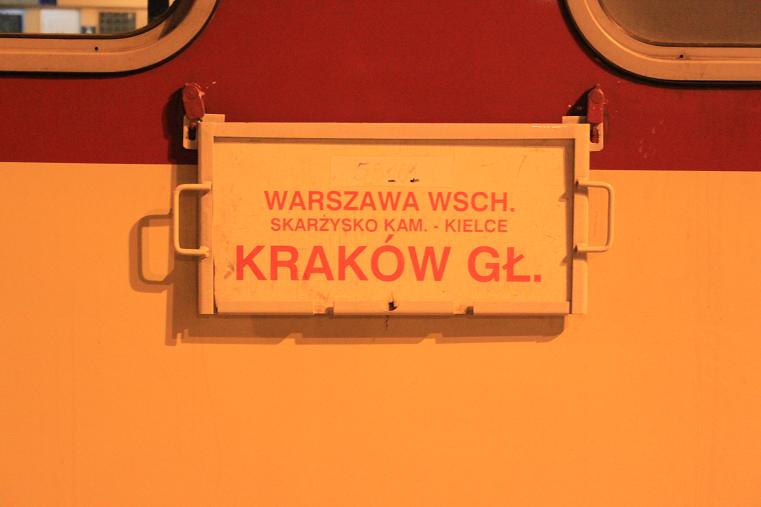 WARSZAWA WSCH.
SKARŻYSKO KAM. - KIELCE
KRAKÓW GŁ.